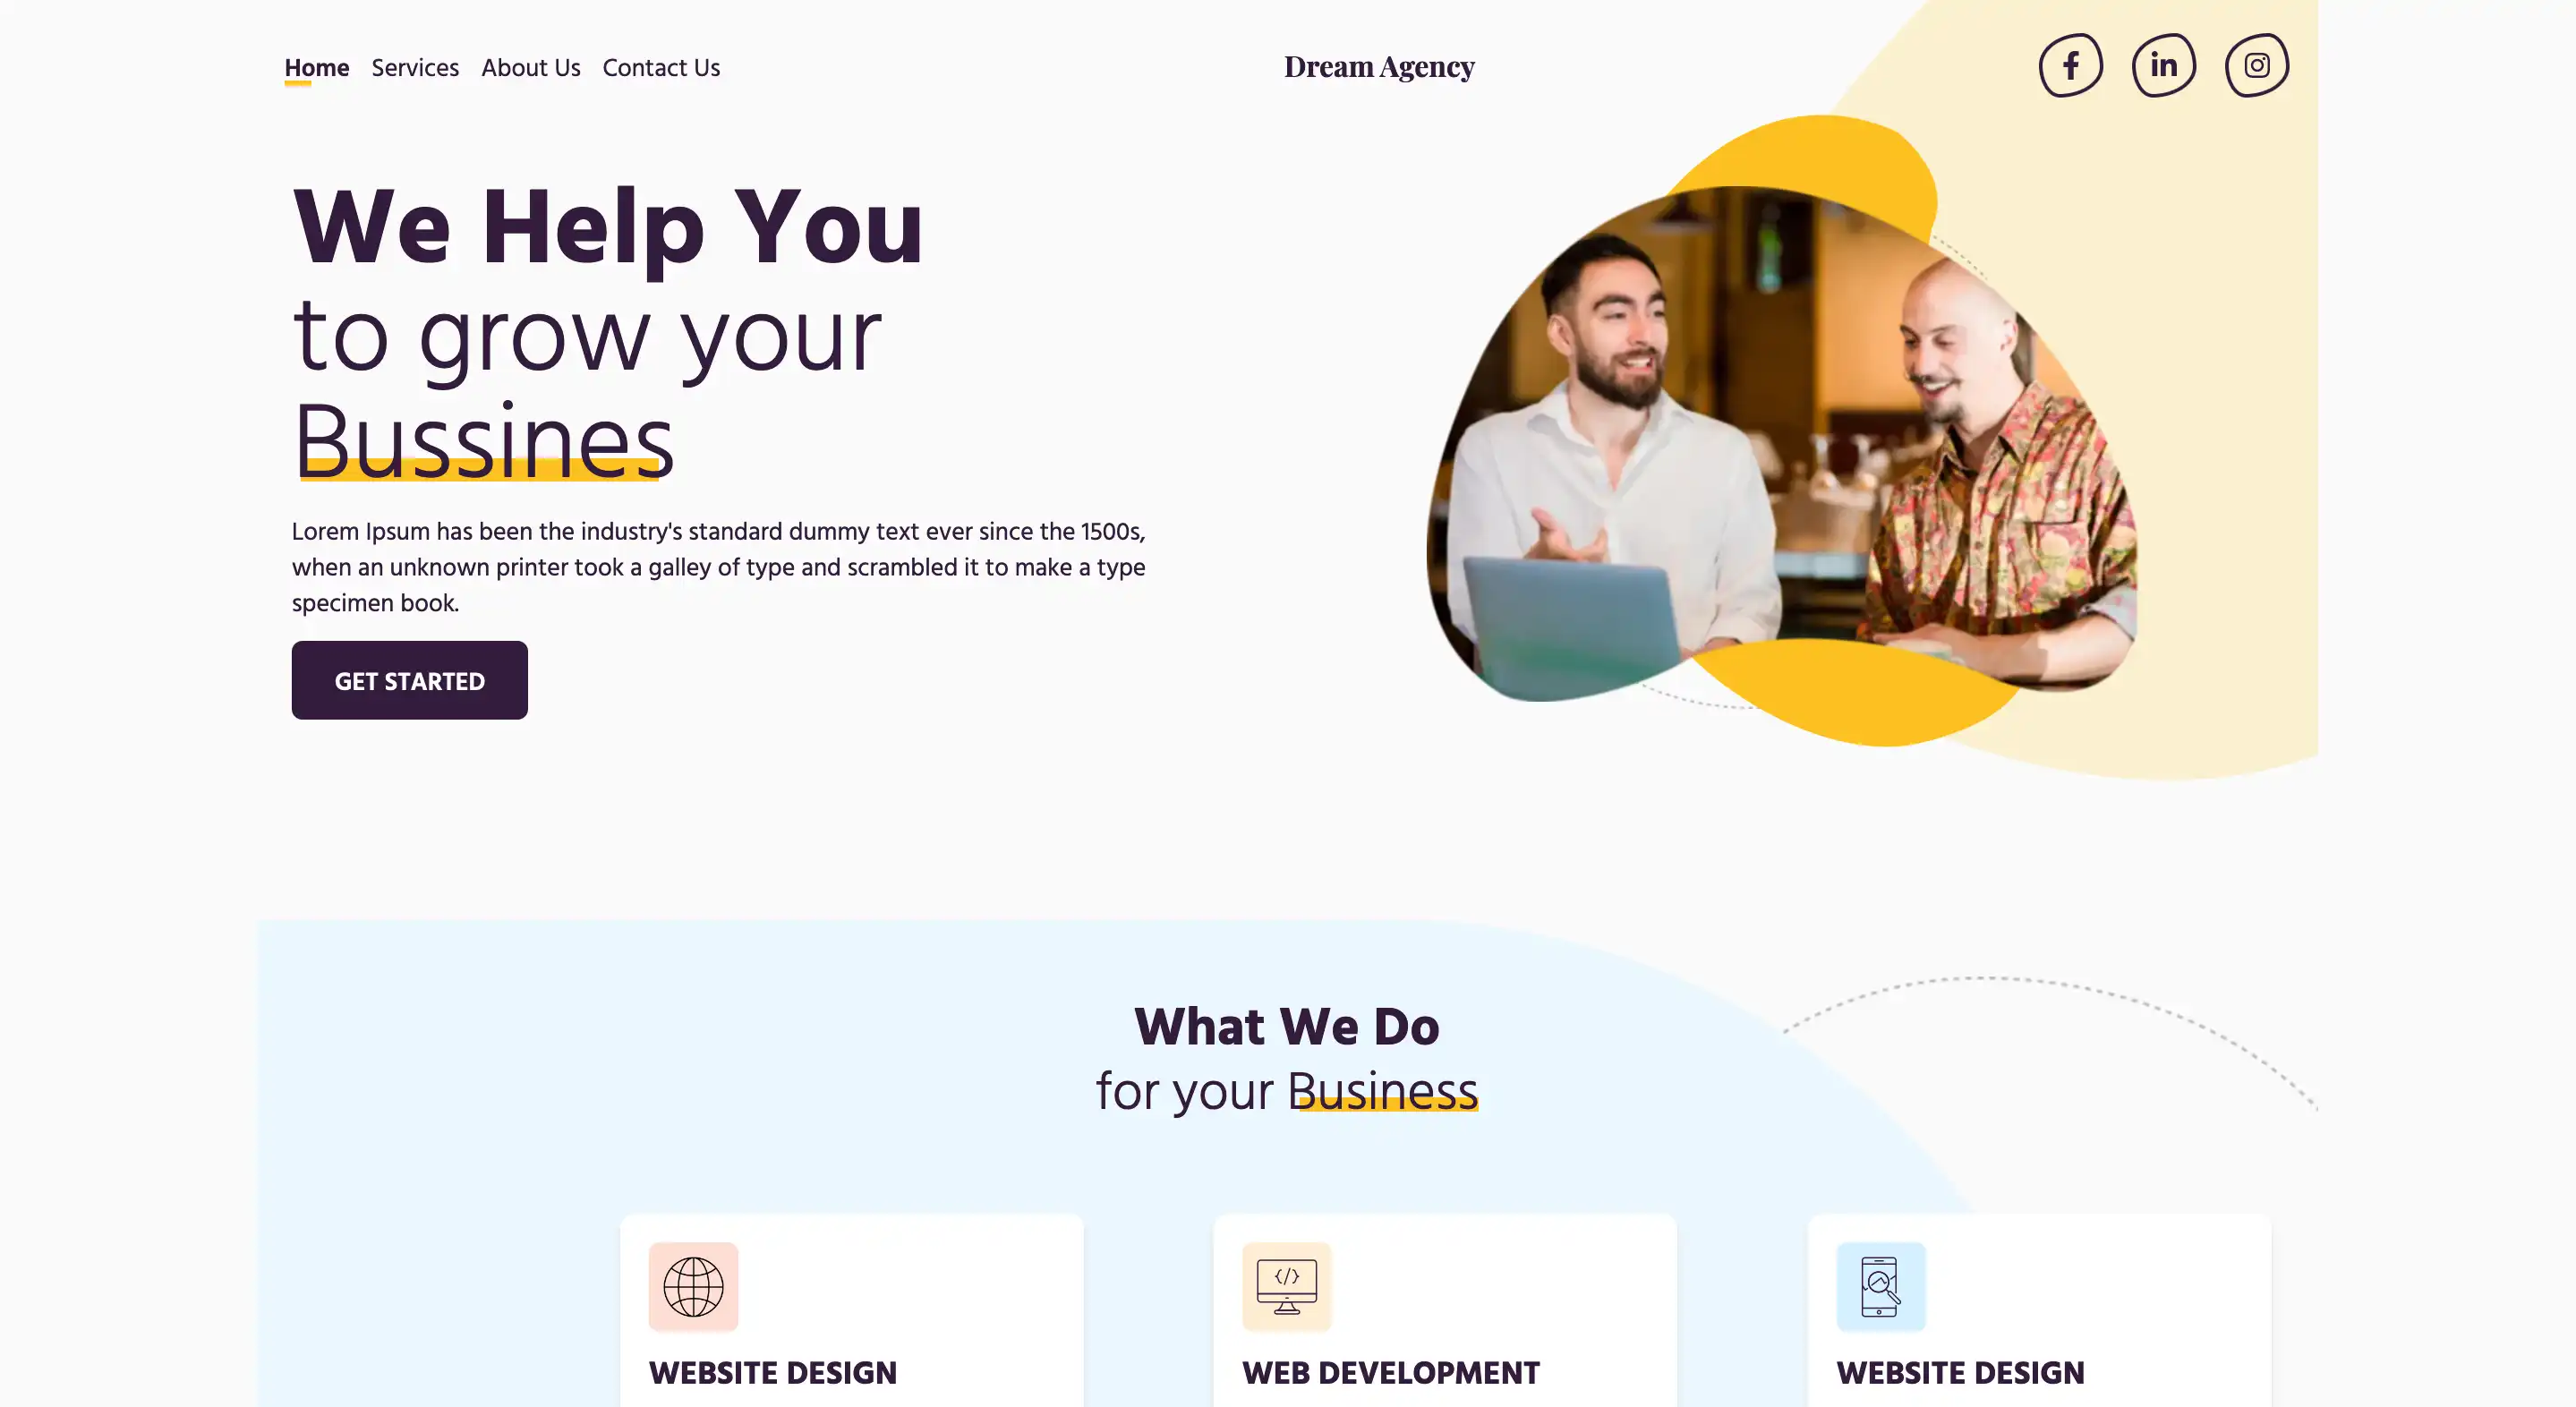 Home Services About Us Contact Us
Dream Agency
We Help You
to grow your
Bussines
Lorem Ipsum has been the industry's standard dummy text ever since the 1500s,
when an unknown printer took a galley of type and scrambled it to make a type
specimen book.
GET STARTED
What We Do
for your Business
WEBSITE DESIGN
WEB DEVELOPMENT
WEBSITE DESIGN